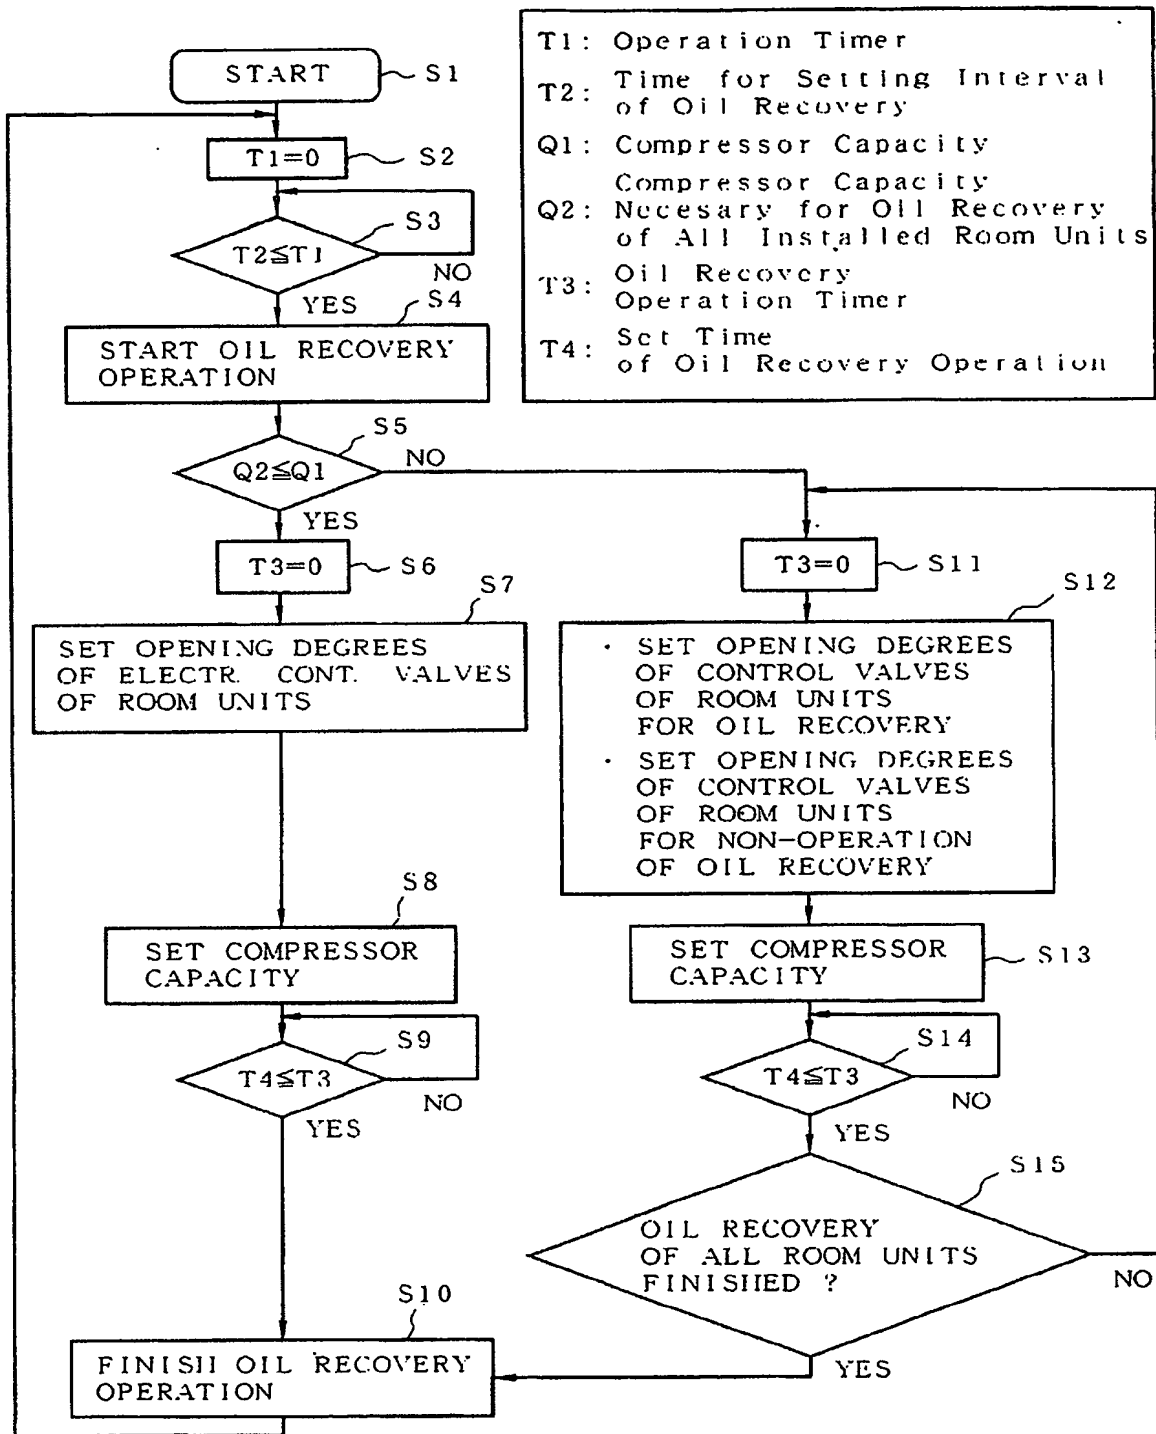 START
S1
T1=0
S2
T2≦T1
S3
NO
YES
S4
START OIL RECOVERY
OPERATION
Q2≦Q1
S5
NO
YES
T3=0
S6
S7
SET OPENING DEGREES
OF ELECTR. CONT. VALVES
OF ROOM UNITS
S8
SET COMPRESSOR
CAPACITY
T4≦T3
S9
NO
YES
S10
FINISH OIL RECOVERY
OPERATION
T1: Operation Timer
T2: Time for Setting Interval
of Oil Recovery
Q1: Compressor Capacity
Compressor Capacity
Q2: Necesary for Oil Recovery
of All Installed Room Units
T3: Oil Recovery
Operation Timer
T4: Set Time
of Oil Recovery Operation
T3=0
S11
S12
· SET OPENING DEGREES
OF CONTROL VALVES
OF ROOM UNITS
FOR OIL RECOVERY
· SET OPENING DEGREES
OF CONTROL VALVES
OF ROOM UNITS
FOR NON-OPERATION
OF OIL RECOVERY
SET COMPRESSOR
CAPACITY
S13
T4≦T3
S14
NO
YES
S15
OIL RECOVERY
OF ALL ROOM UNITS
FINISHED ?
NO
YES